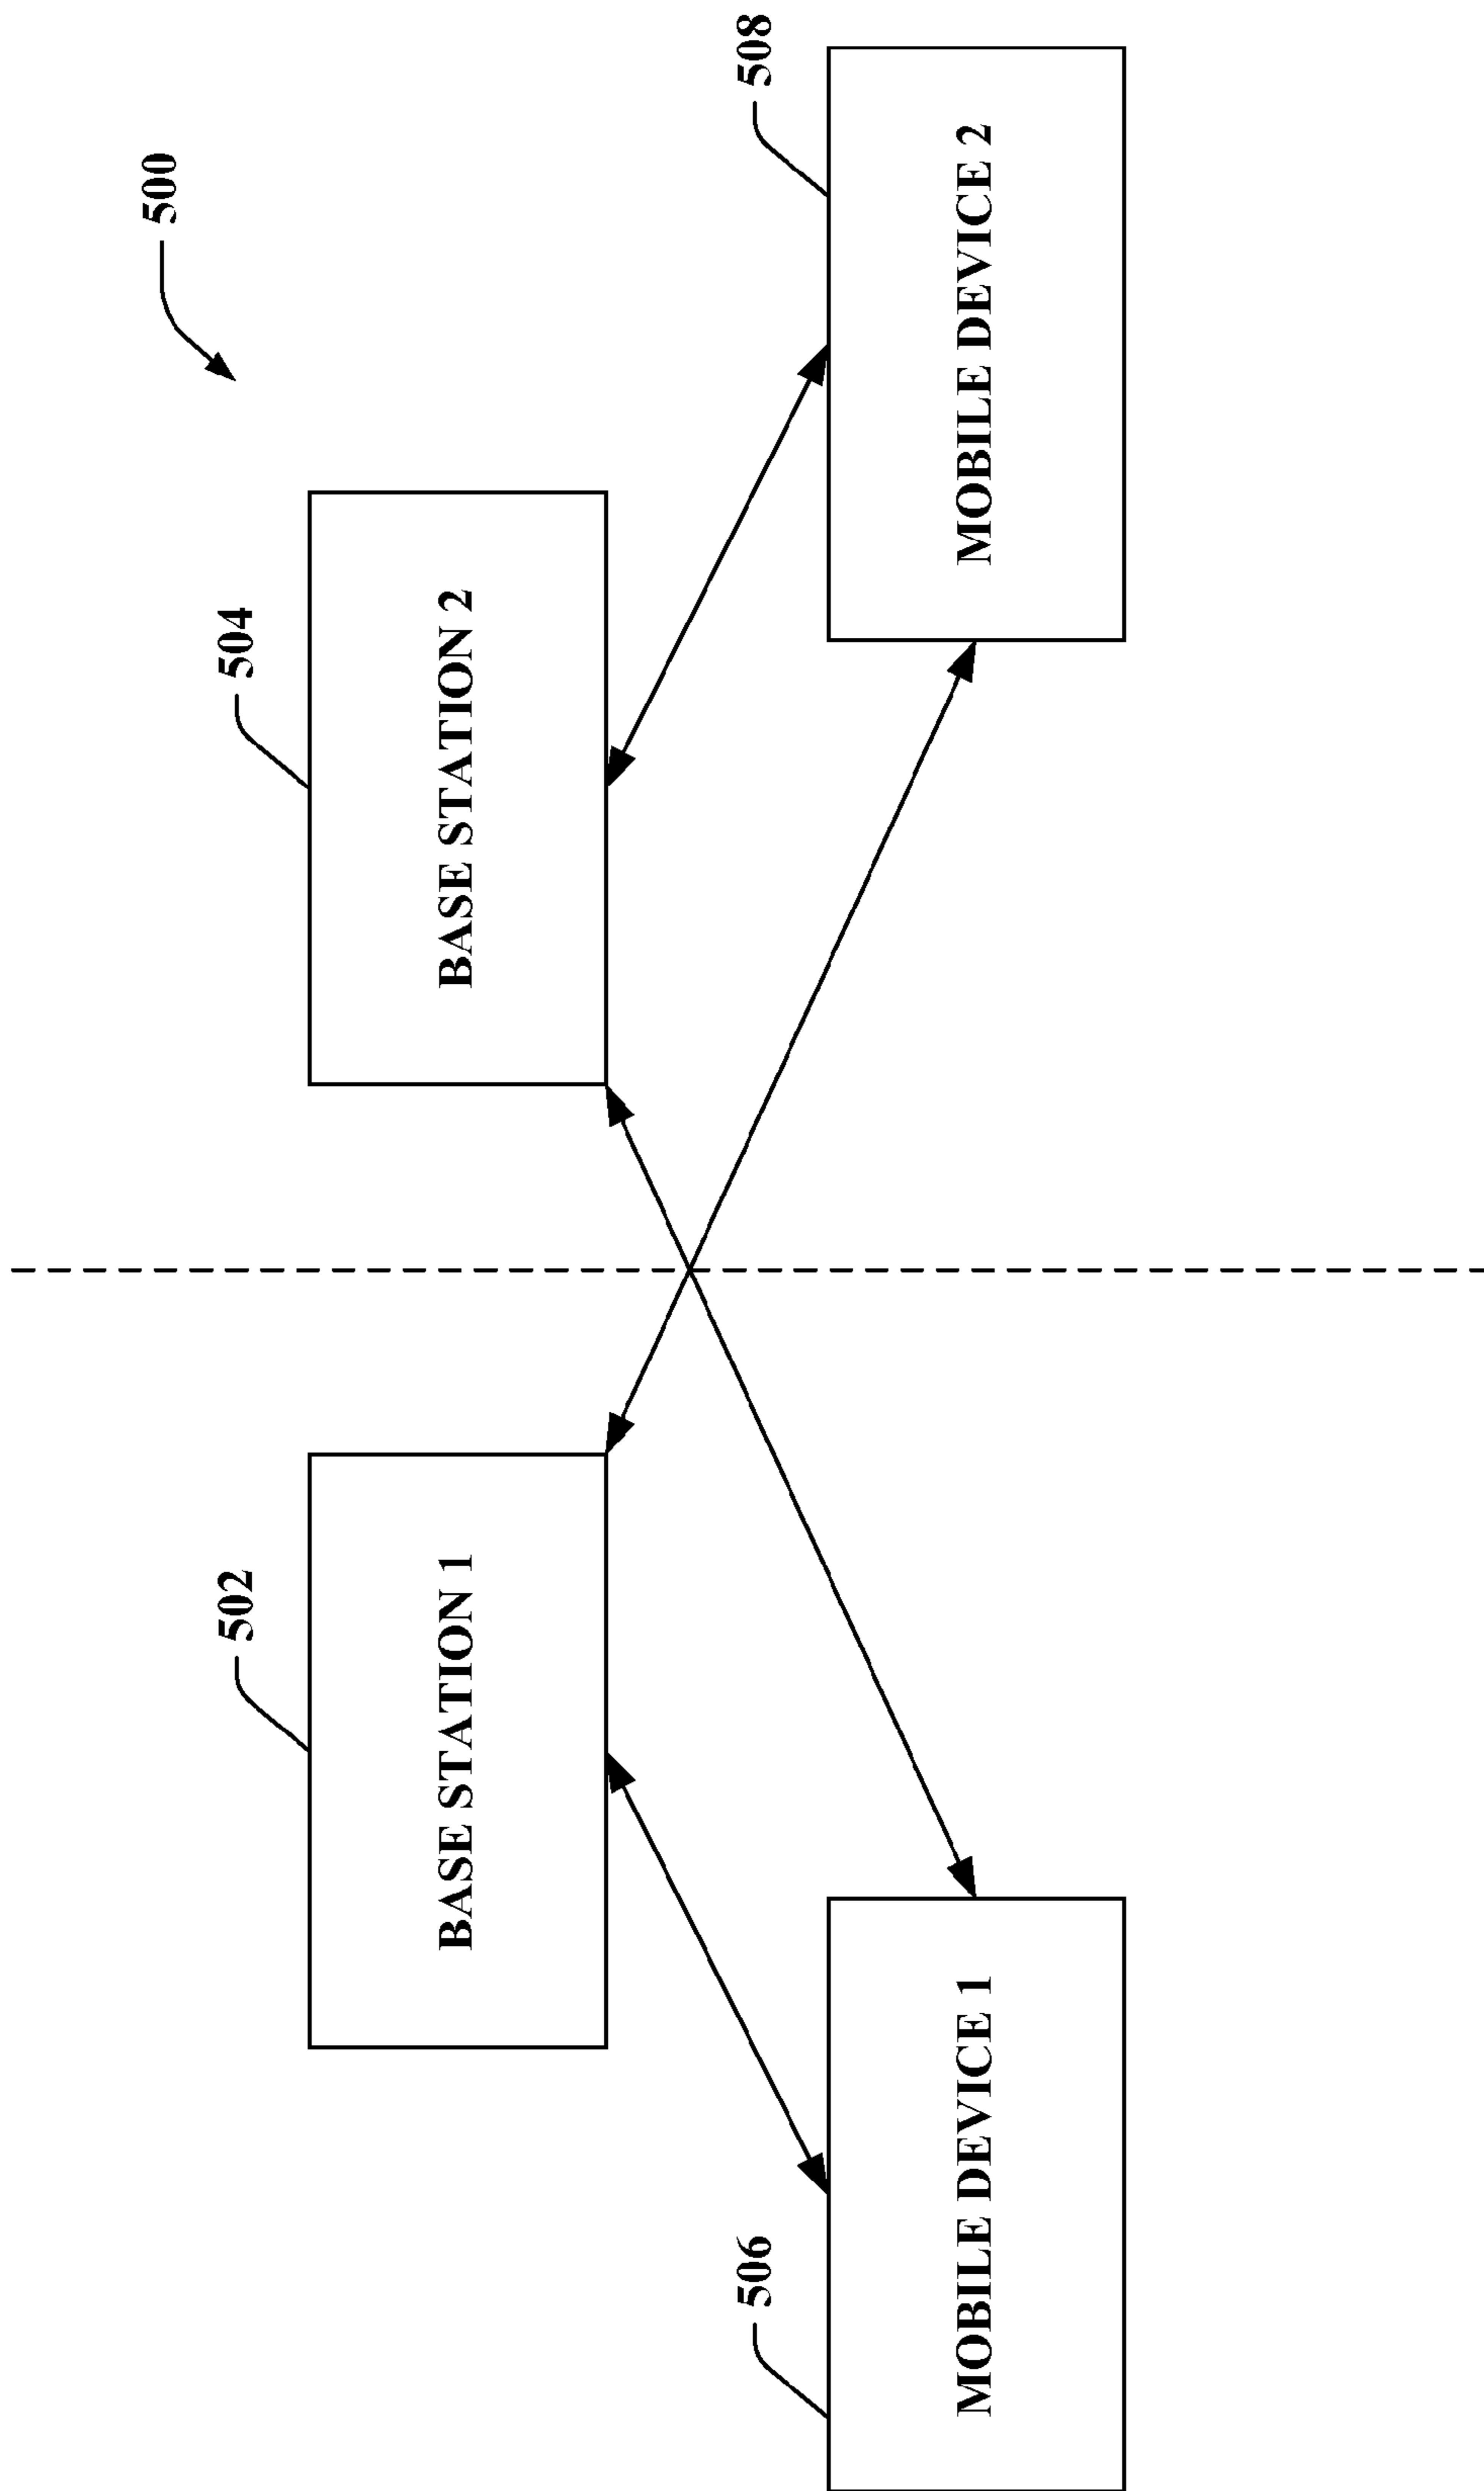 500
502
504
BASE STATION 1
BASE STATION 2
506
508
MOBILE DEVICE 1
MOBILE DEVICE 2